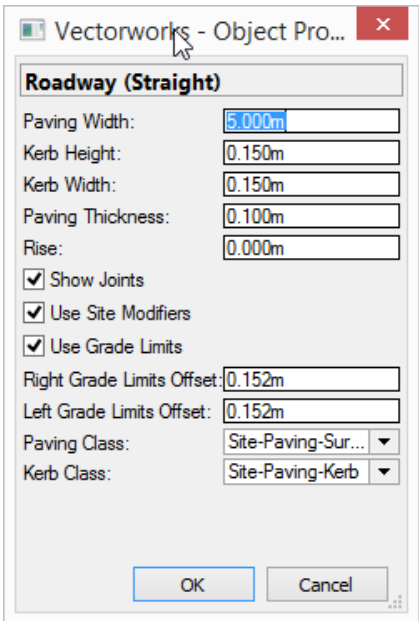 Vectorworks - Object Pro...
Roadway (Straight)
Paving Width: 5.000m
Kerb Height: 0.150m
Kerb Width: 0.150m
Paving Thickness: 0.100m
Rise: 0.000m
Show Joints
Use Site Modifiers
Use Grade Limits
Right Grade Limits Offset: 0.152m
Left Grade Limits Offset: 0.152m
Paving Class: Site-Paving-Sur...
Kerb Class: Site-Paving-Kerb
OK Cancel